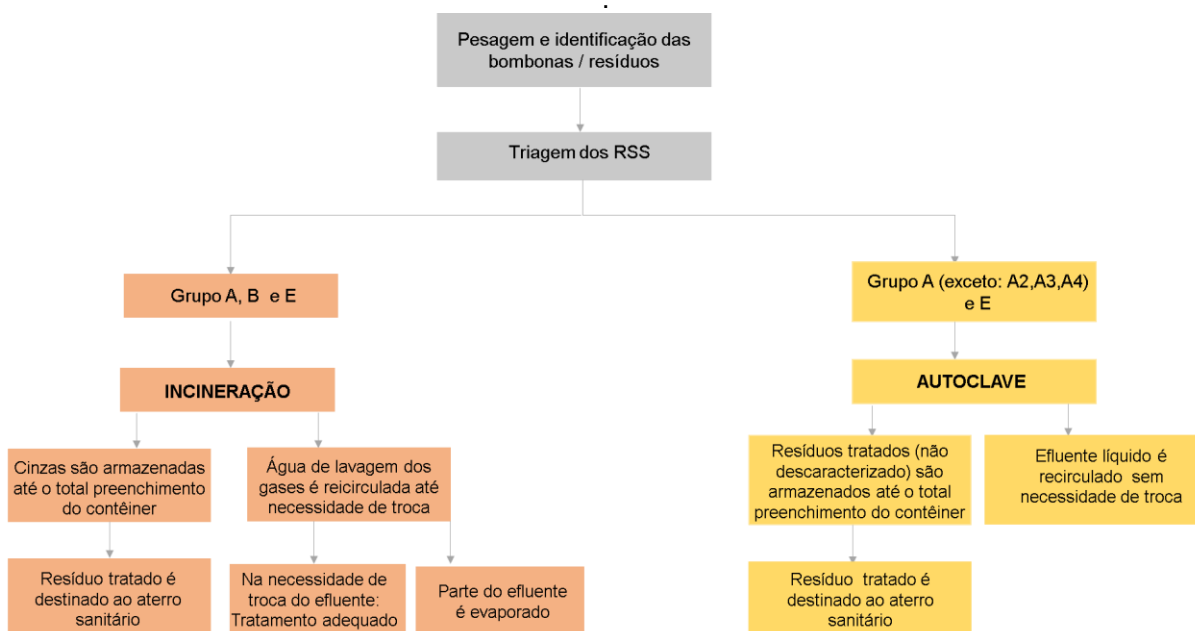 Pesagem e identificação das
bombonas / resíduos
Triagem dos RSS
Grupo A, B e E
Grupo A (exceto: A2,A3,A4)
e E
INCINERAÇÃO
AUTOCLAVE
Cinzas são armazenadas
até o total preenchimento
do contêiner
Água de lavagem dos
gases é reicirculada até
necessidade de troca
Resíduos tratados (não
descaracterizado) são
armazenados até o total
preenchimento do contêiner
Efluente líquido é
recirculado sem
necessidade de troca
Resíduo tratado é
destinado ao aterro
sanitário
Na necessidade de
troca do efluente:
Tratamento adequado
Parte do efluente
é evaporado
Resíduo tratado é
destinado ao aterro
sanitário